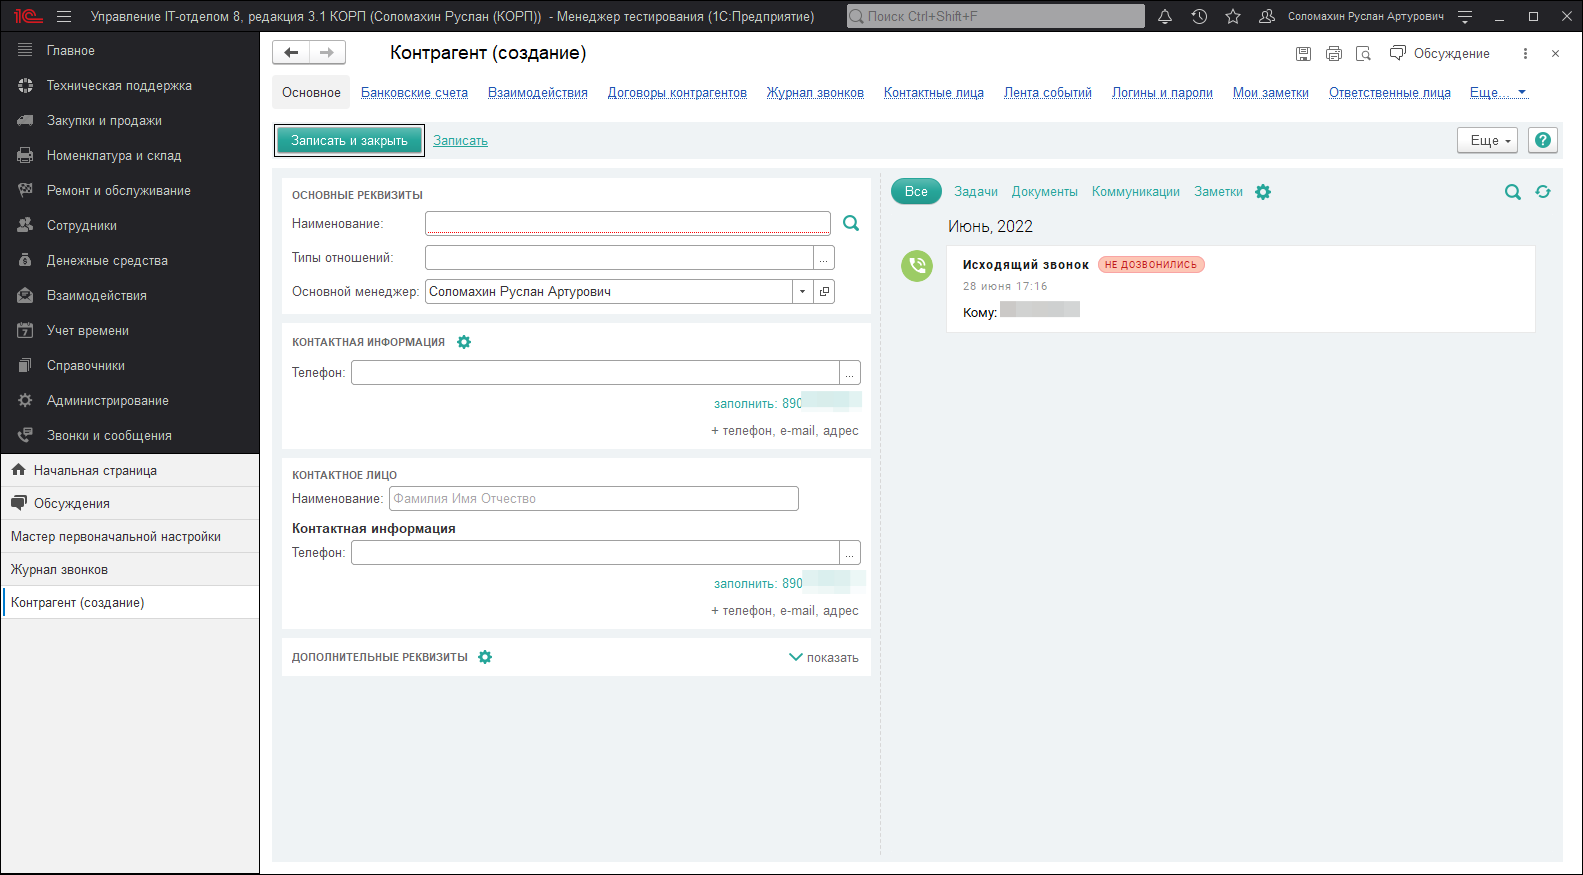 1С Управление IT-отделом 8, редакция 3.1 КОРП (Соломахин Руслан (КОРП)) - Менеджер тестирования (1С:Предприятие) Поиск Ctrl+Shift+F Соломахин Руслан Артурович
Главное
Техническая поддержка
Закупки и продажи
Номенклатура и склад
Ремонт и обслуживание
Сотрудники
Денежные средства
Взаимодействия
Учет времени
Справочники
Администрирование
Звонки и сообщения
Начальная страница
Обсуждения
Мастер первоначальной настройки
Журнал звонков
Контрагент (создание)
Контрагент (создание) Обсуждение
Основное Банковские счета Взаимодействия Договоры контрагентов Журнал звонков Контактные лица Лента событий Логины и пароли Мои заметки Ответственные лица Еще...
Записать и закрыть Записать Еще ?
ОСНОВНЫЕ РЕКВИЗИТЫ
Наименование:
Типы отношений: ...
Основной менеджер: Соломахин Руслан Артурович
КОНТАКТНАЯ ИНФОРМАЦИЯ
Телефон: ...
заполнить: 890
+ телефон, e-mail, адрес
КОНТАКТНОЕ ЛИЦО
Наименование: Фамилия Имя Отчество
Контактная информация
Телефон: ...
заполнить: 890
+ телефон, e-mail, адрес
ДОПОЛНИТЕЛЬНЫЕ РЕКВИЗИТЫ показать
Все Задачи Документы Коммуникации Заметки
Июнь, 2022
Исходящий звонок НЕ ДОЗВОНИЛИСЬ
28 июня 17:16
Кому: